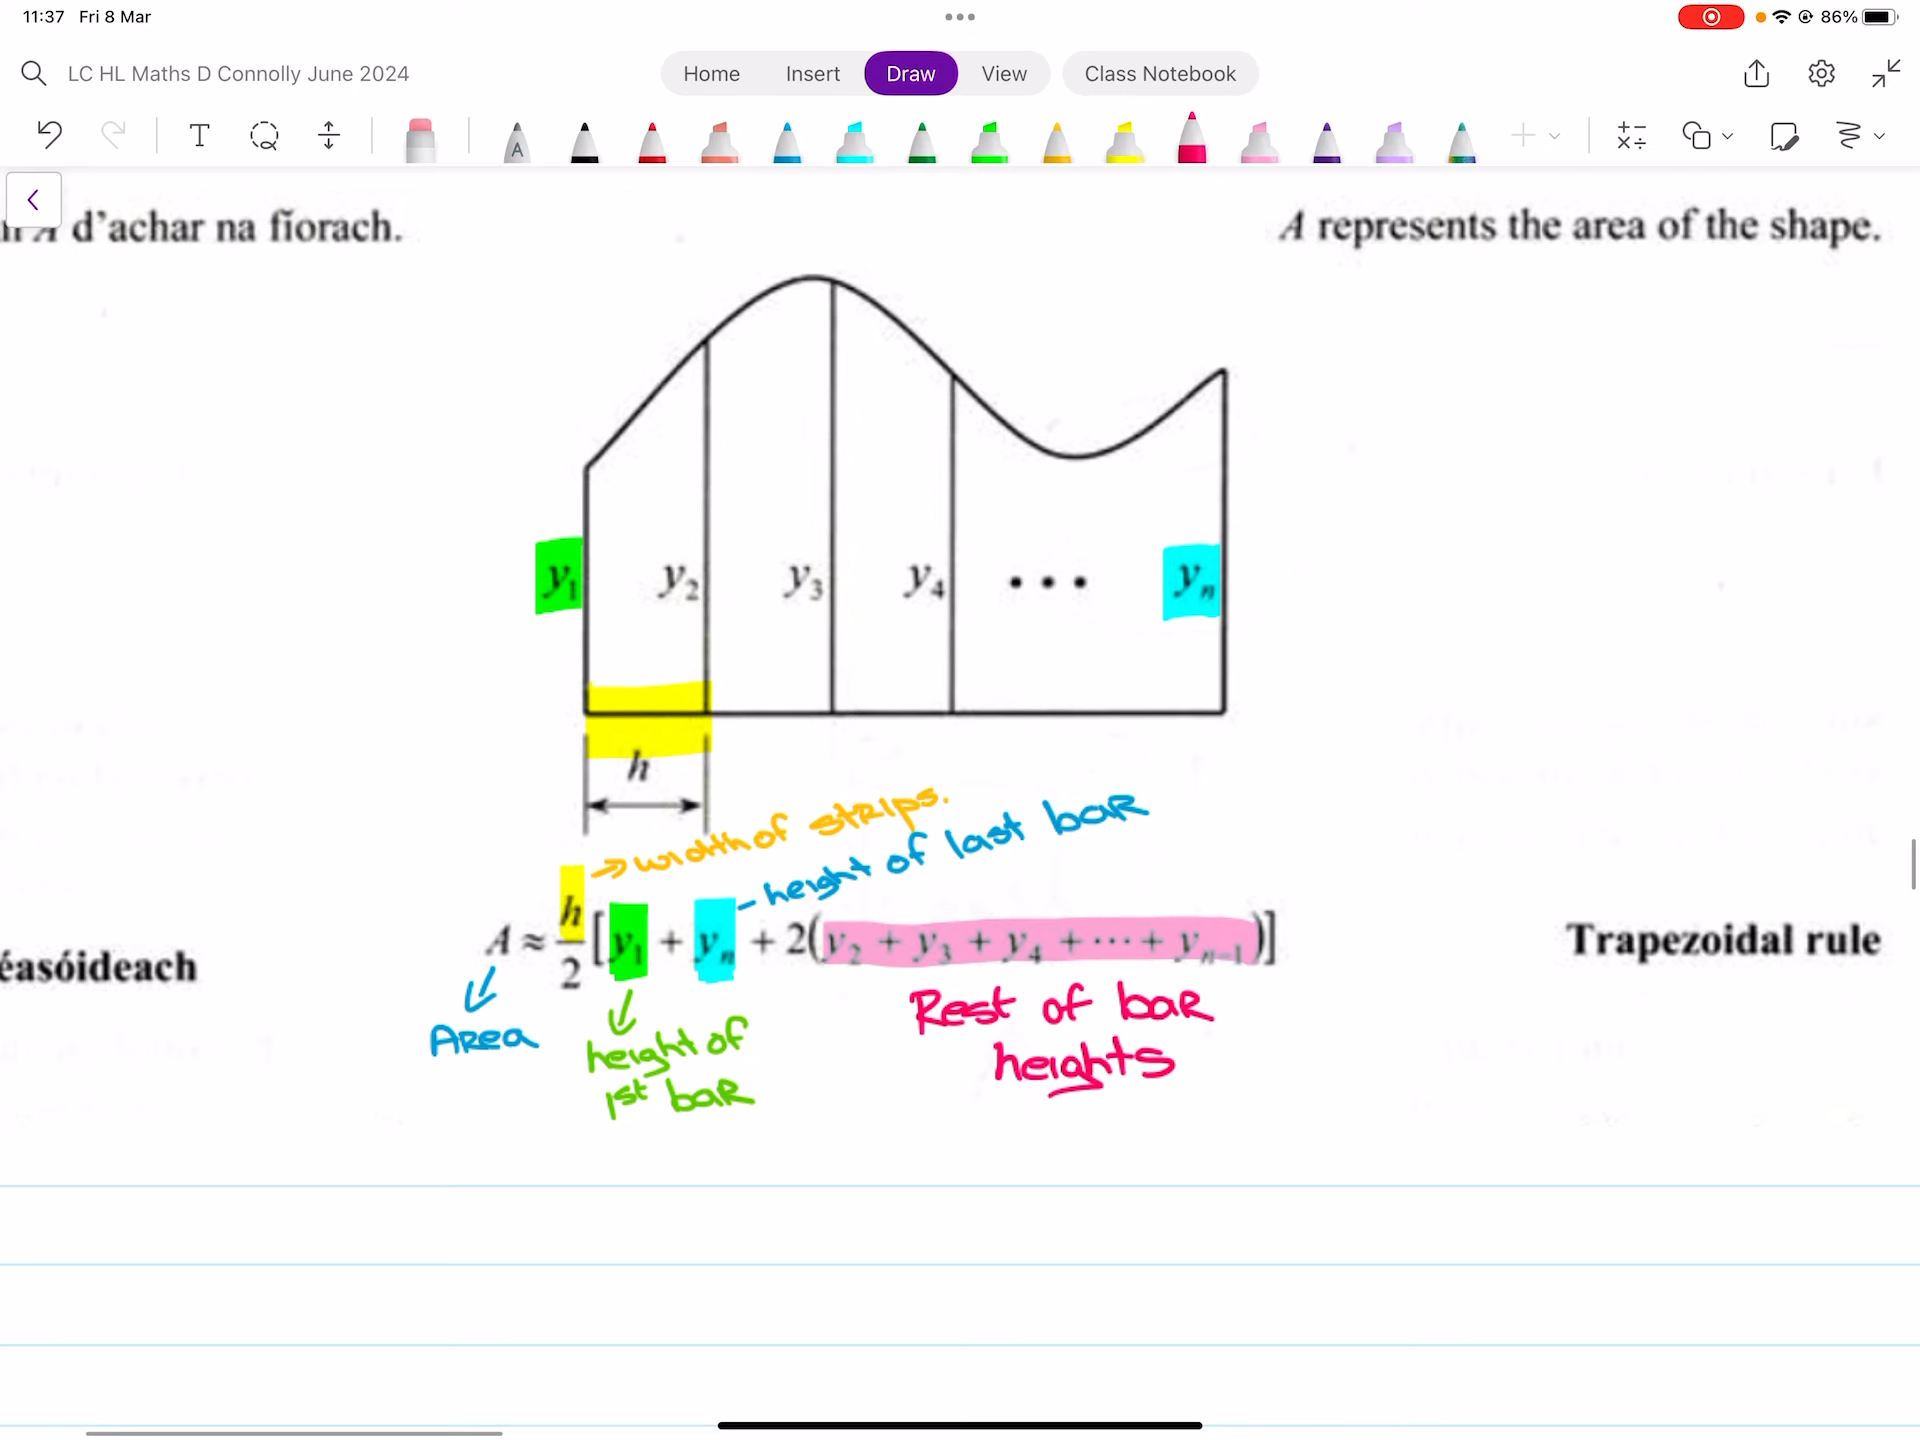 11:37 Fri 8 Mar
86%
LC HL Maths D Connolly June 2024
Home Insert Draw View Class Notebook
T
A
A d'achar na fíorach.
A represents the area of the shape.
y₁ y₂ y₃ y₄ • • • yₙ
h
→ width of strips.
- height of last bar
A ≈ h/2 [y₁ + yₙ + 2(y₂ + y₃ + y₄ + ··· + yₙ₋₁)]
Trapezoidal rule
éasóideach
Area
height of
1st bar
Rest of bar
heights